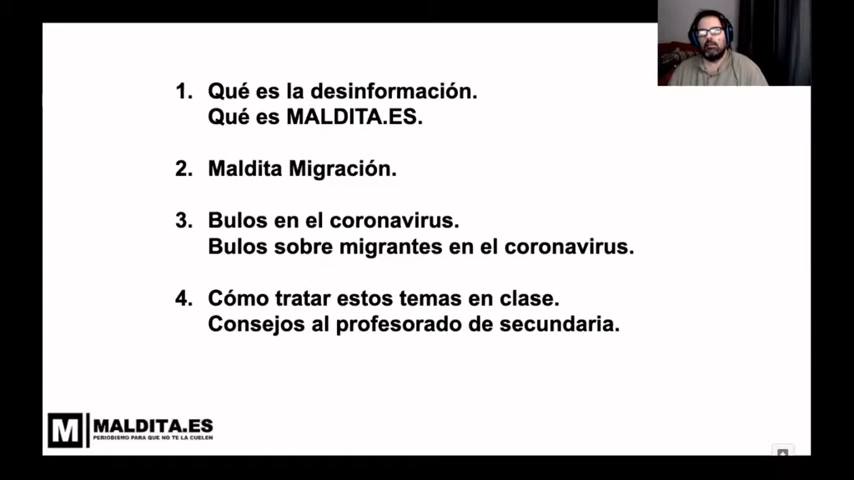 1. Qué es la desinformación.
Qué es MALDITA.ES.
2. Maldita Migración.
3. Bulos en el coronavirus.
Bulos sobre migrantes en el coronavirus.
4. Cómo tratar estos temas en clase.
Consejos al profesorado de secundaria.
M MALDITA.ES
PERIODISMO PARA QUE NO TE LA CUELEN